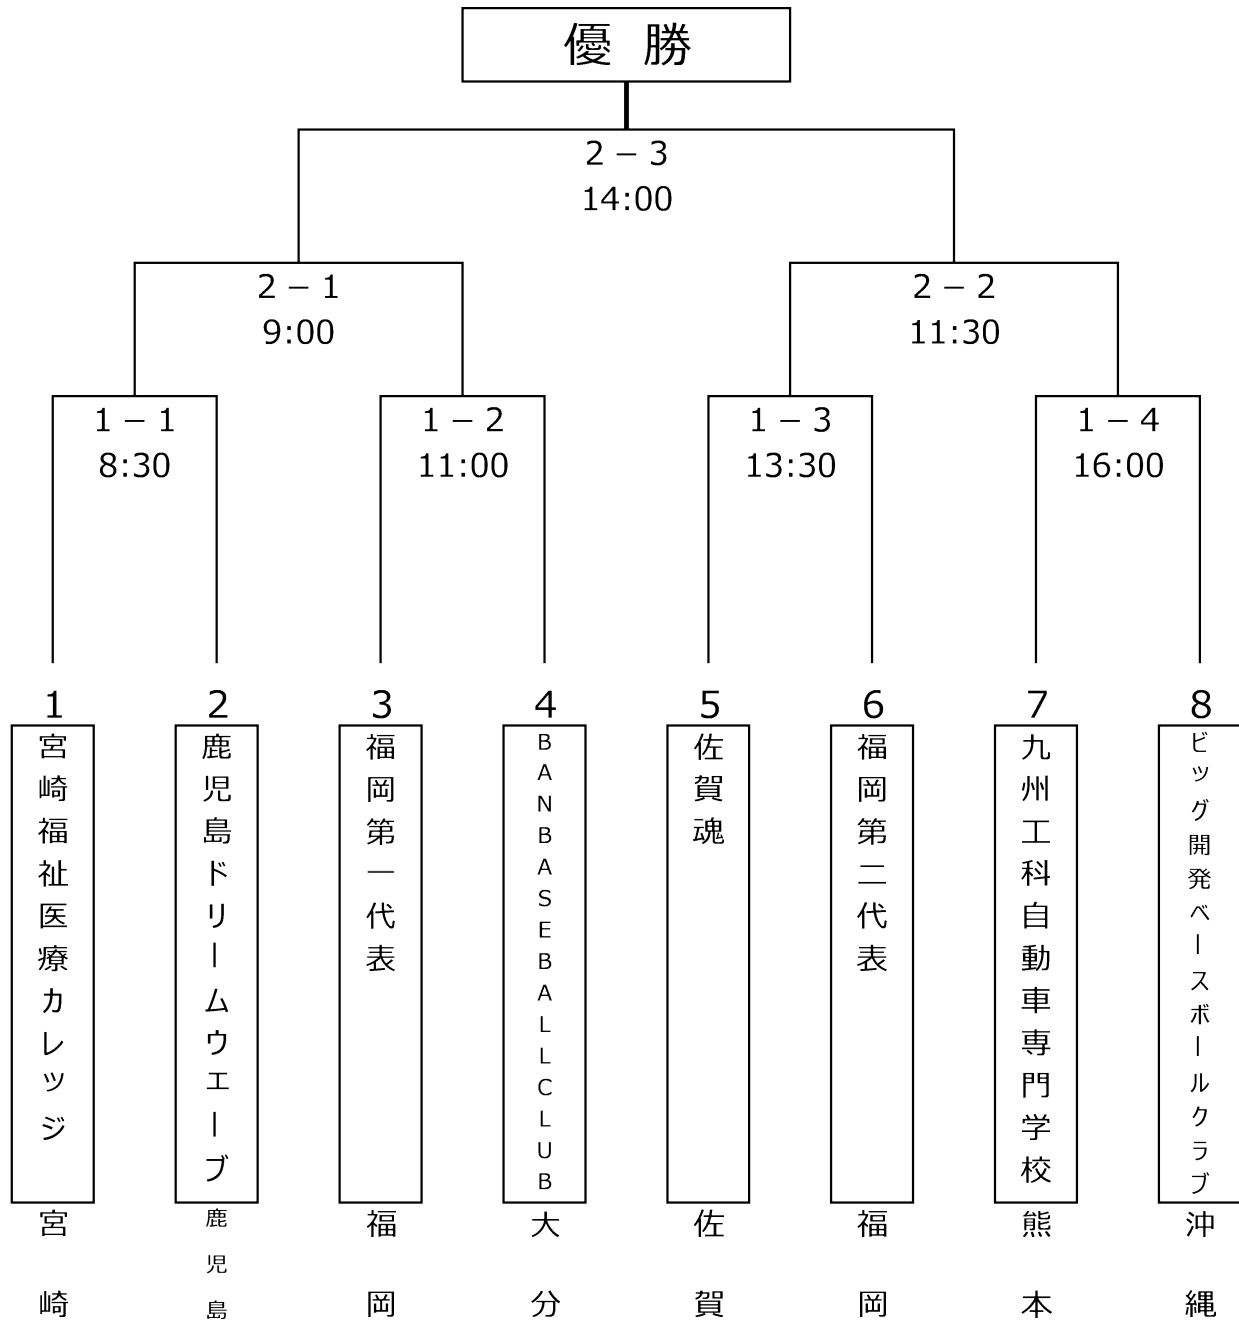 優勝
2-3
14:00
2-1
9:00
2-2
11:30
1-1
8:30
1-2
11:00
1-3
13:30
1-4
16:00
1
宮崎福祉医療カレッジ
宮崎
2
鹿児島ドリームウェーブ
鹿児島
3
福岡第一代表
福岡
4
BANBASEBALLCLUB
大分
5
佐賀魂
佐賀
6
福岡第二代表
福岡
7
九州工科自動車専門学校
熊本
8
ビッグ開発ベースボールクラブ
沖縄